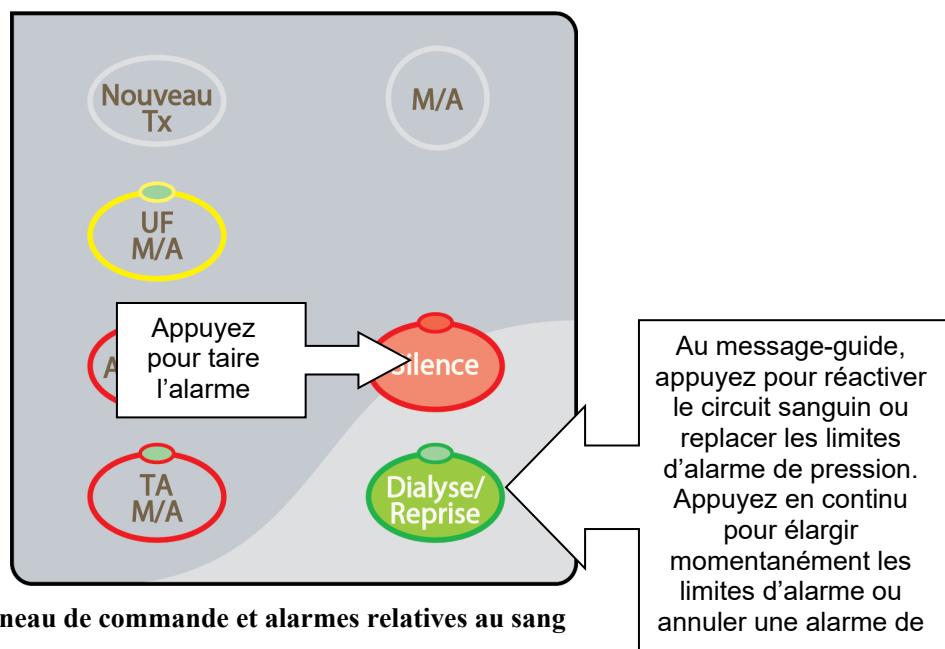 Nouveau
Tx
M/A
UF
M/A
Appuyez
pour taire
l’alarme
A
Silence
TA
M/A
Dialyse/
Reprise
Au message-guide,
appuyez pour réactiver
le circuit sanguin ou
replacer les limites
d’alarme de pression.
Appuyez en continu
pour élargir
momentanément les
limites d’alarme ou
annuler une alarme de
neau de commande et alarmes relatives au sang